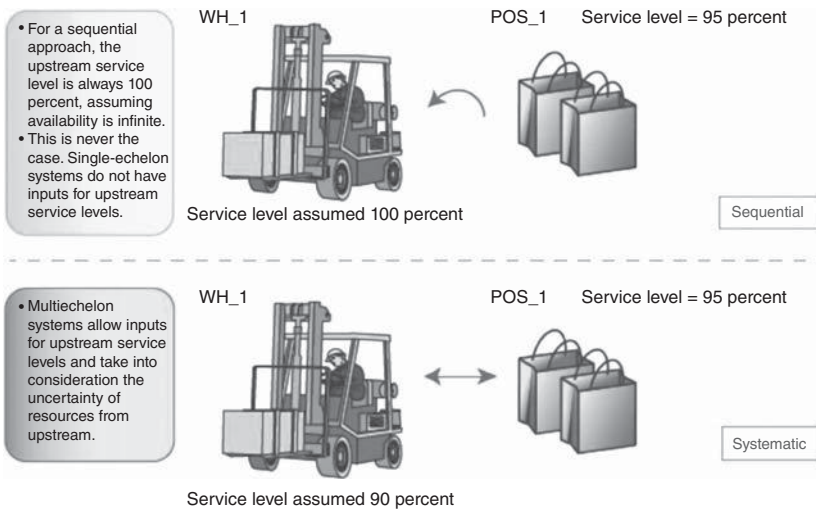 • For a sequential
approach, the
upstream service
level is always 100
percent, assuming
availability is infinite.
• This is never the
case. Single-echelon
systems do not have
inputs for upstream
service levels.
WH_1
POS_1
Service level = 95 percent
Service level assumed 100 percent
Sequential
• Multiechelon
systems allow inputs
for upstream service
levels and take into
consideration the
uncertainty of
resources from
upstream.
WH_1
POS_1
Service level = 95 percent
Systematic
Service level assumed 90 percent